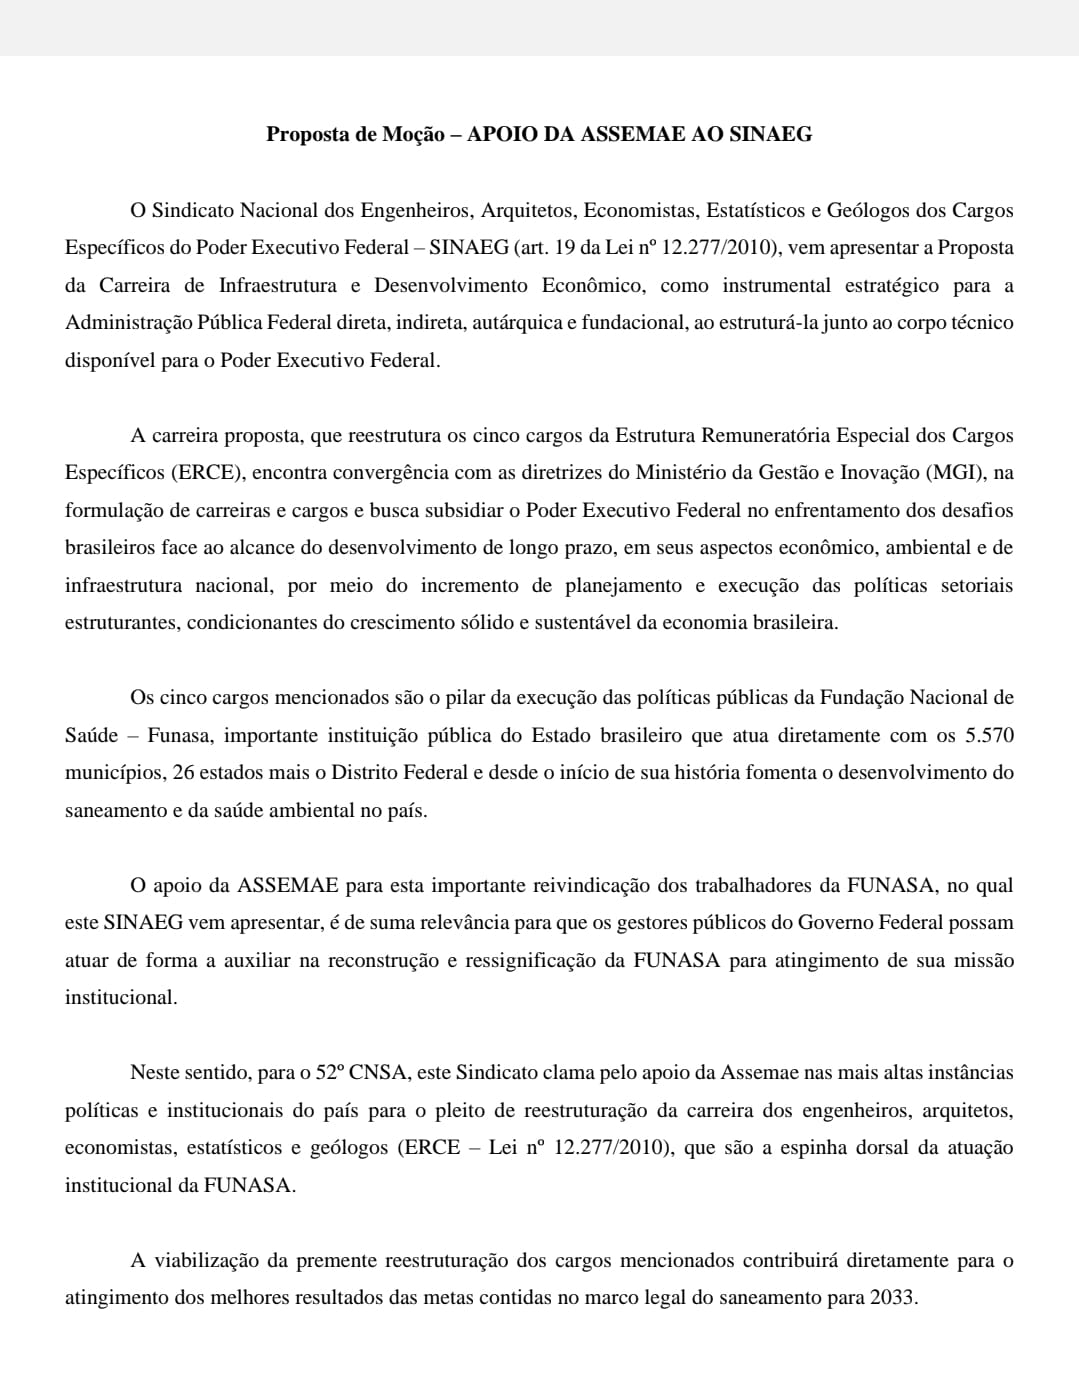 Proposta de Moção – APOIO DA ASSEMAE AO SINAEG
O Sindicato Nacional dos Engenheiros, Arquitetos, Economistas, Estatísticos e Geólogos dos Cargos
Específicos do Poder Executivo Federal – SINAEG (art. 19 da Lei nº 12.277/2010), vem apresentar a Proposta
da Carreira de Infraestrutura e Desenvolvimento Econômico, como instrumental estratégico para a
Administração Pública Federal direta, indireta, autárquica e fundacional, ao estruturá-la junto ao corpo técnico
disponível para o Poder Executivo Federal.
A carreira proposta, que reestrutura os cinco cargos da Estrutura Remuneratória Especial dos Cargos
Específicos (ERCE), encontra convergência com as diretrizes do Ministério da Gestão e Inovação (MGI), na
formulação de carreiras e cargos e busca subsidiar o Poder Executivo Federal no enfrentamento dos desafios
brasileiros face ao alcance do desenvolvimento de longo prazo, em seus aspectos econômico, ambiental e de
infraestrutura nacional, por meio do incremento de planejamento e execução das políticas setoriais
estruturantes, condicionantes do crescimento sólido e sustentável da economia brasileira.
Os cinco cargos mencionados são o pilar da execução das políticas públicas da Fundação Nacional de
Saúde – Funasa, importante instituição pública do Estado brasileiro que atua diretamente com os 5.570
municípios, 26 estados mais o Distrito Federal e desde o início de sua história fomenta o desenvolvimento do
saneamento e da saúde ambiental no país.
O apoio da ASSEMAE para esta importante reivindicação dos trabalhadores da FUNASA, no qual
este SINAEG vem apresentar, é de suma relevância para que os gestores públicos do Governo Federal possam
atuar de forma a auxiliar na reconstrução e ressignificação da FUNASA para atingimento de sua missão
institucional.
Neste sentido, para o 52º CNSA, este Sindicato clama pelo apoio da Assemae nas mais altas instâncias
políticas e institucionais do país para o pleito de reestruturação da carreira dos engenheiros, arquitetos,
economistas, estatísticos e geólogos (ERCE – Lei nº 12.277/2010), que são a espinha dorsal da atuação
institucional da FUNASA.
A viabilização da premente reestruturação dos cargos mencionados contribuirá diretamente para o
atingimento dos melhores resultados das metas contidas no marco legal do saneamento para 2033.